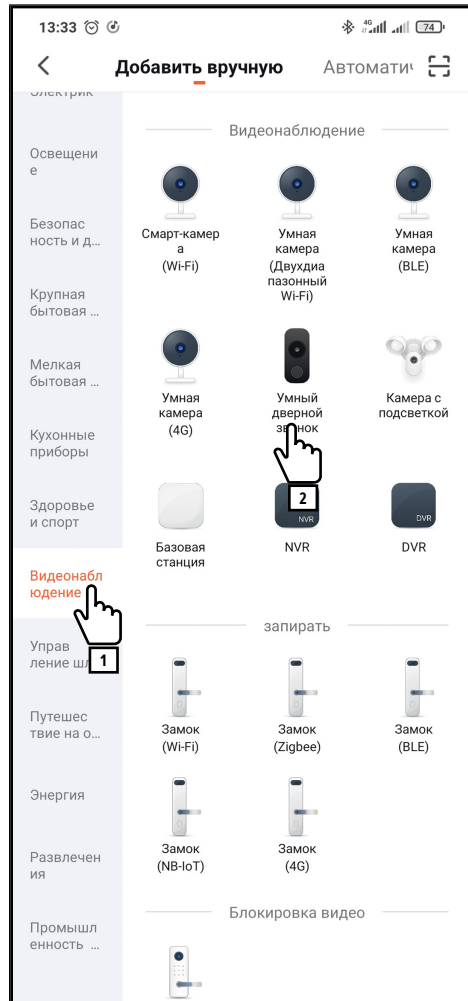 13:33 4G 74
Добавить вручную Автомати
Электрик
Освещени
е
Безопас
ность и д...
Крупная
бытовая ...
Мелкая
бытовая ...
Кухонные
приборы
Здоровье
и спорт
Видеонабл
юдение
1
Управ
ление
Путешес
твие на о...
Энергия
Развлечен
ия
Промышл
енность ...
Видеонаблюдение
Смарт-камер
а
(Wi-Fi)
Умная
камера
(Двухдиа
пазонный
Wi-Fi)
Умная
камера
(BLE)
Умная
камера
(4G)
Умный
дверной
звонок
2
Камера с
подсветкой
Базовая
станция
NVR
NVR
DVR
DVR
запирать
Замок
(Wi-Fi)
Замок
(Zigbee)
Замок
(BLE)
Замок
(NB-IoT)
Замок
(4G)
Блокировка видео